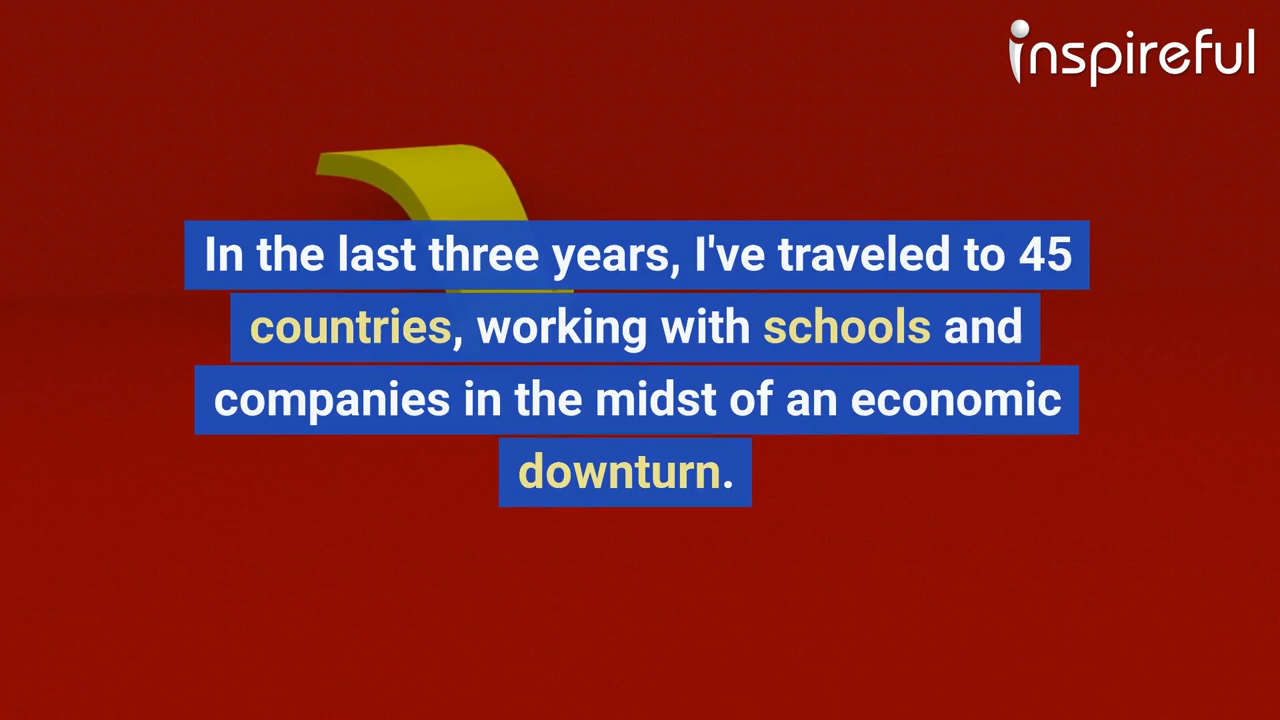 inspireful
In the last three years, I've traveled to 45
countries, working with schools and
companies in the midst of an economic
downturn.